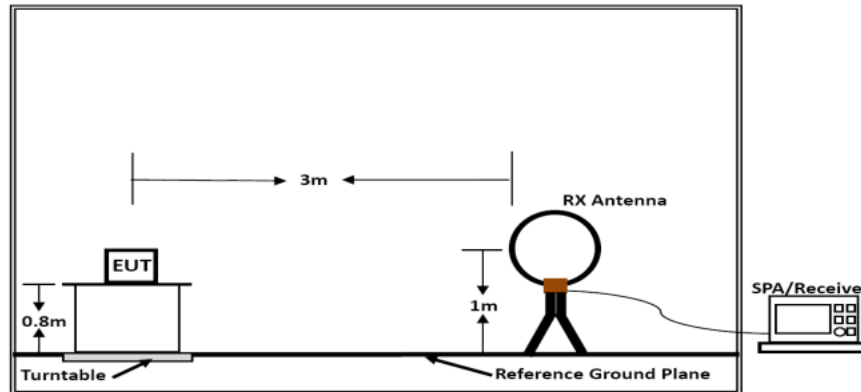 3m
RX Antenna
EUT
SPA/Receive
1m
0.8m
Turntable
Reference Ground Plane